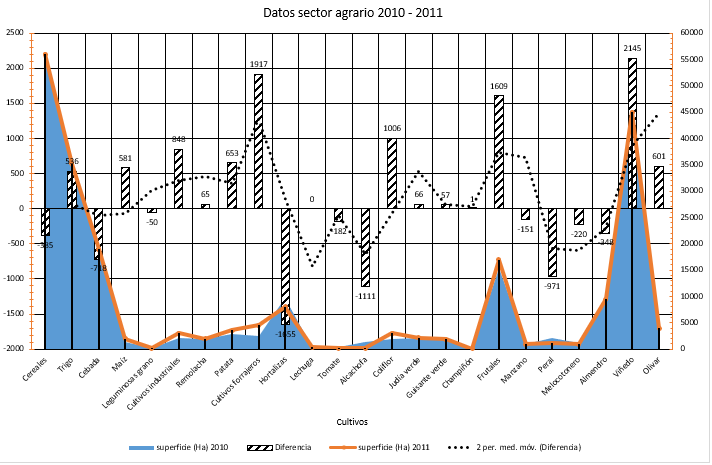 Datos sector agrario 2010 - 2011
2500
2000
1500
1000
500
0
-500
-1000
-1500
-2000
60000
55000
50000
45000
40000
35000
30000
25000
20000
15000
10000
5000
0
-385
536
-718
581
-50
848
65
653
1917
-1655
0
-182
-1111
1006
66
57
1
1609
-151
-971
-220
-348
2145
601
Cereales
Trigo
Cebada
Maiz
Leguminosas grano
Cultivos industriales
Remolacha
Patata
Cultivos forrajeros
Hortalizas
Lechuga
Tomate
Alcachofa
Coliflor
Judía verde
Guisante verde
Champiñón
Frutales
Manzano
Peral
Melocotonero
Almendro
Viñedo
Olivar
Cultivos
superficie (Ha) 2010
Diferencia
superficie (Ha) 2011
2 per. med. móv. (Diferencia)